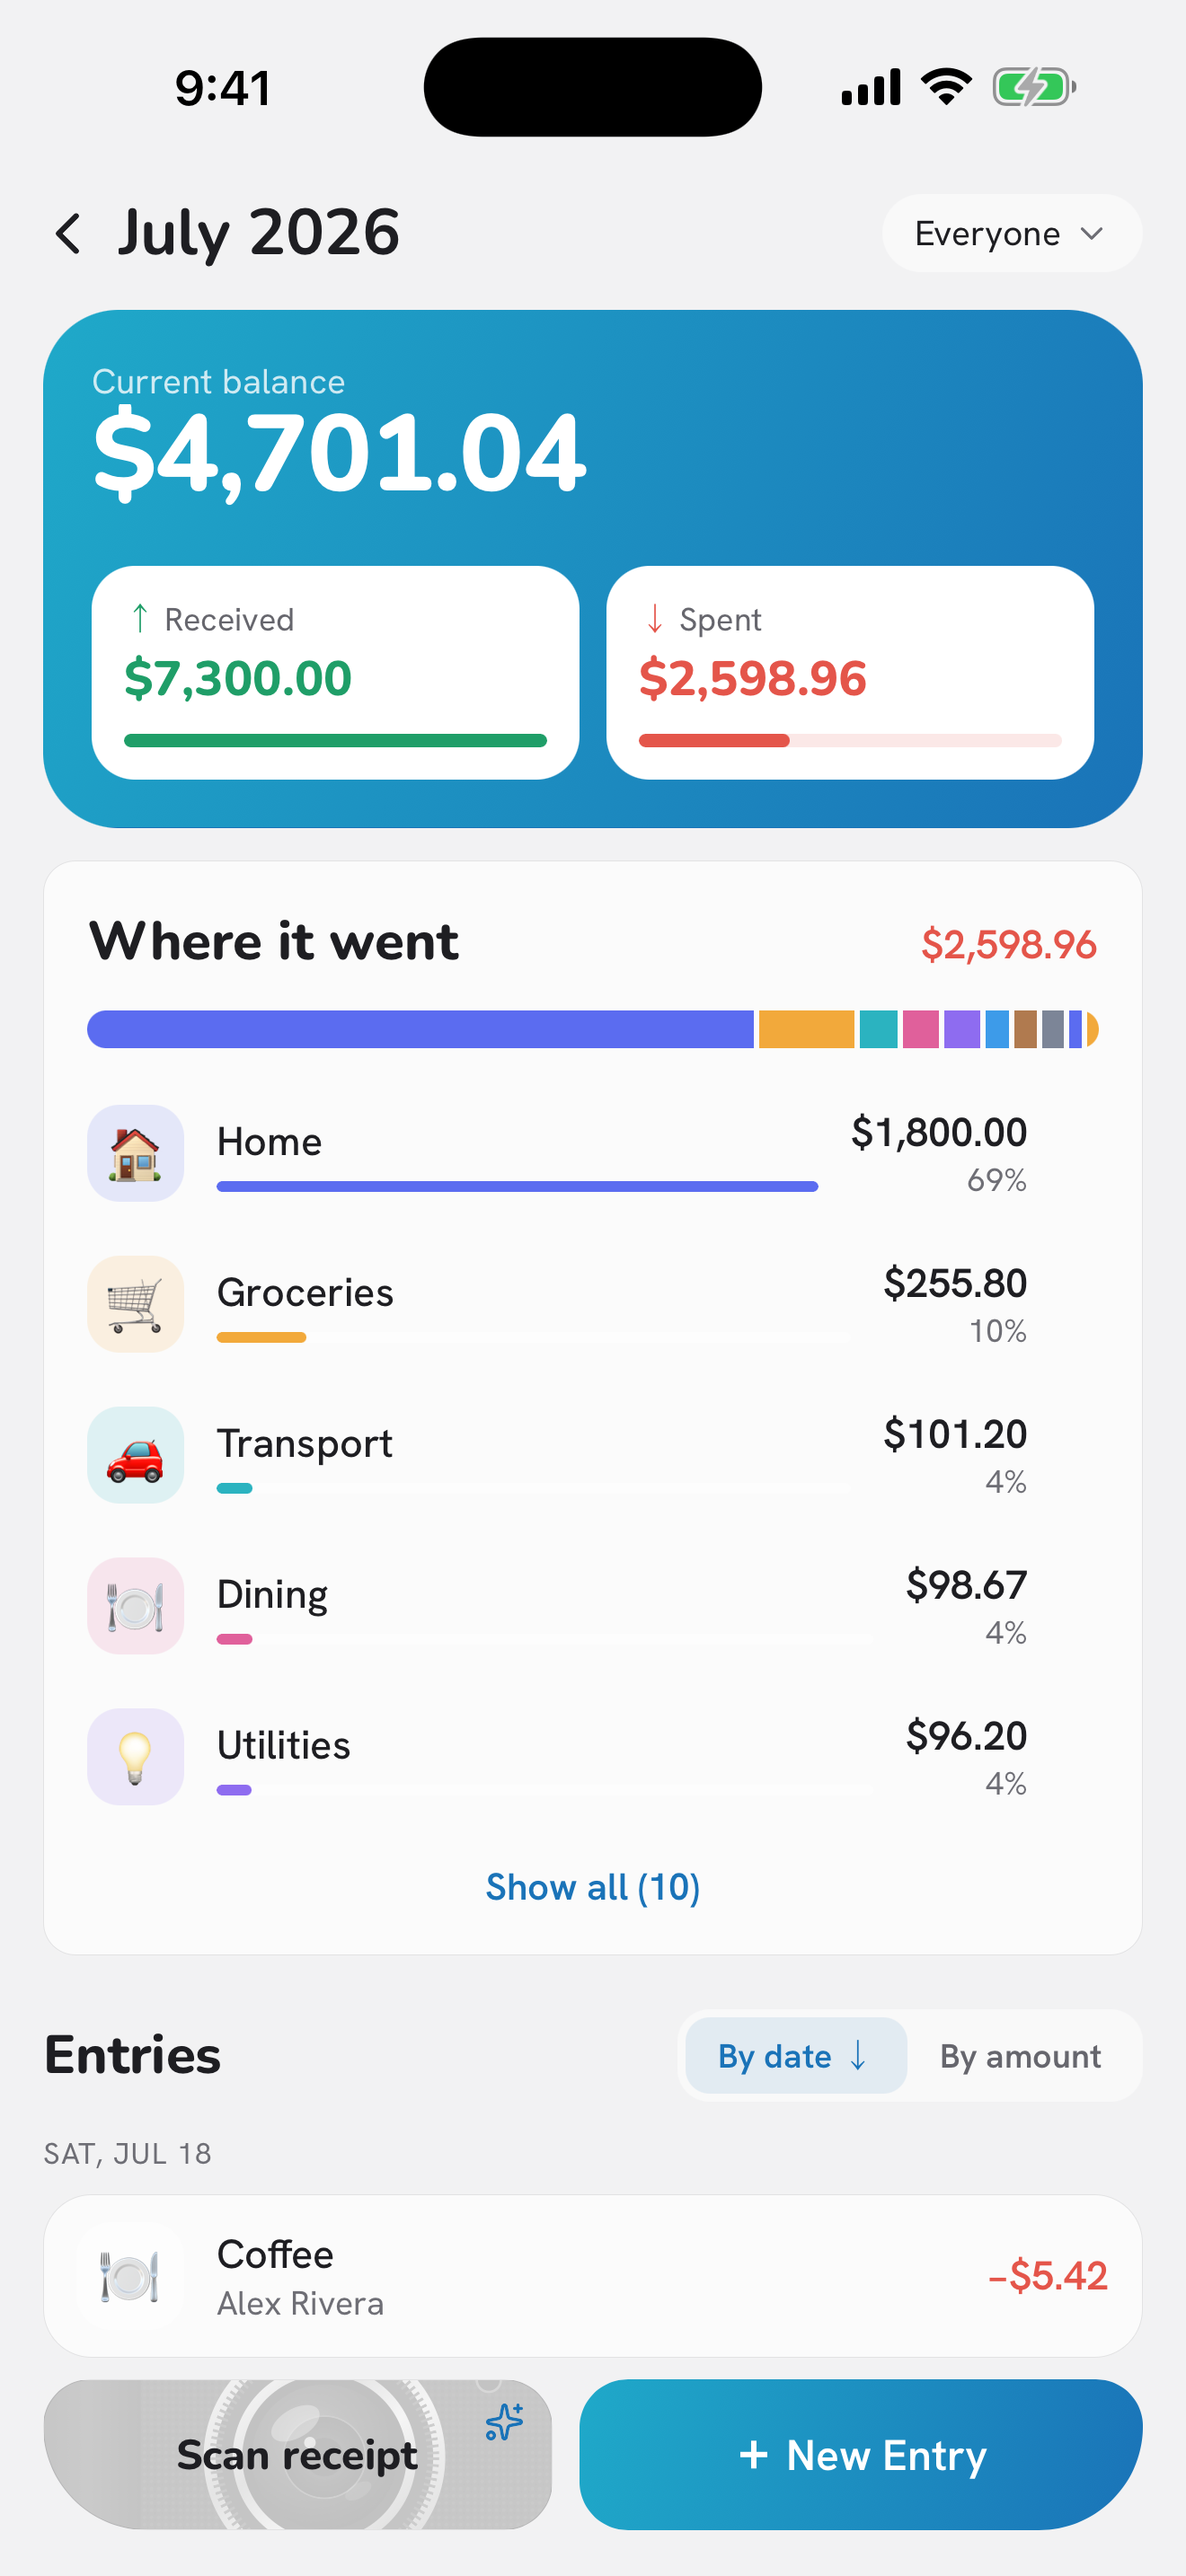 9:41
July 2026
Everyone
Current balance
$4,701.04
↑ Received
$7,300.00
↓ Spent
$2,598.96
Where it went
$2,598.96
Home
$1,800.00
69%
Groceries
$255.80
10%
Transport
$101.20
4%
Dining
$98.67
4%
Utilities
$96.20
4%
Show all (10)
Entries
By date ↓
By amount
SAT, JUL 18
Coffee
Alex Rivera
−$5.42
Scan receipt
+ New Entry